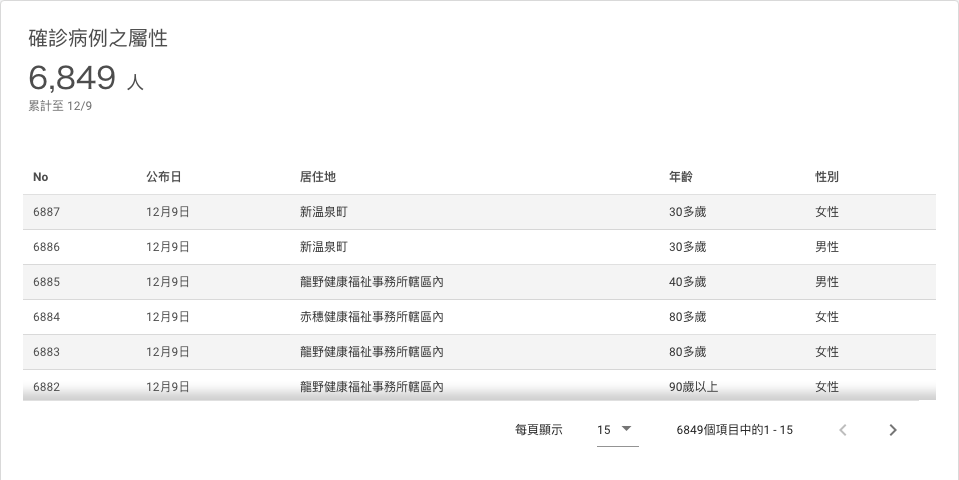 確診病例之屬性
6,849 人
累計至 12/9
No 公布日 居住地 年齡 性別
6887 12月9日 新温泉町 30多歲 女性
6886 12月9日 新温泉町 30多歲 男性
6885 12月9日 龍野健康福祉事務所轄區內 40多歲 男性
6884 12月9日 赤穗健康福祉事務所轄區內 80多歲 女性
6883 12月9日 龍野健康福祉事務所轄區內 80多歲 女性
6882 12月9日 龍野健康福祉事務所轄區內 90歲以上 女性
每頁顯示 15 6849個項目中的1 - 15